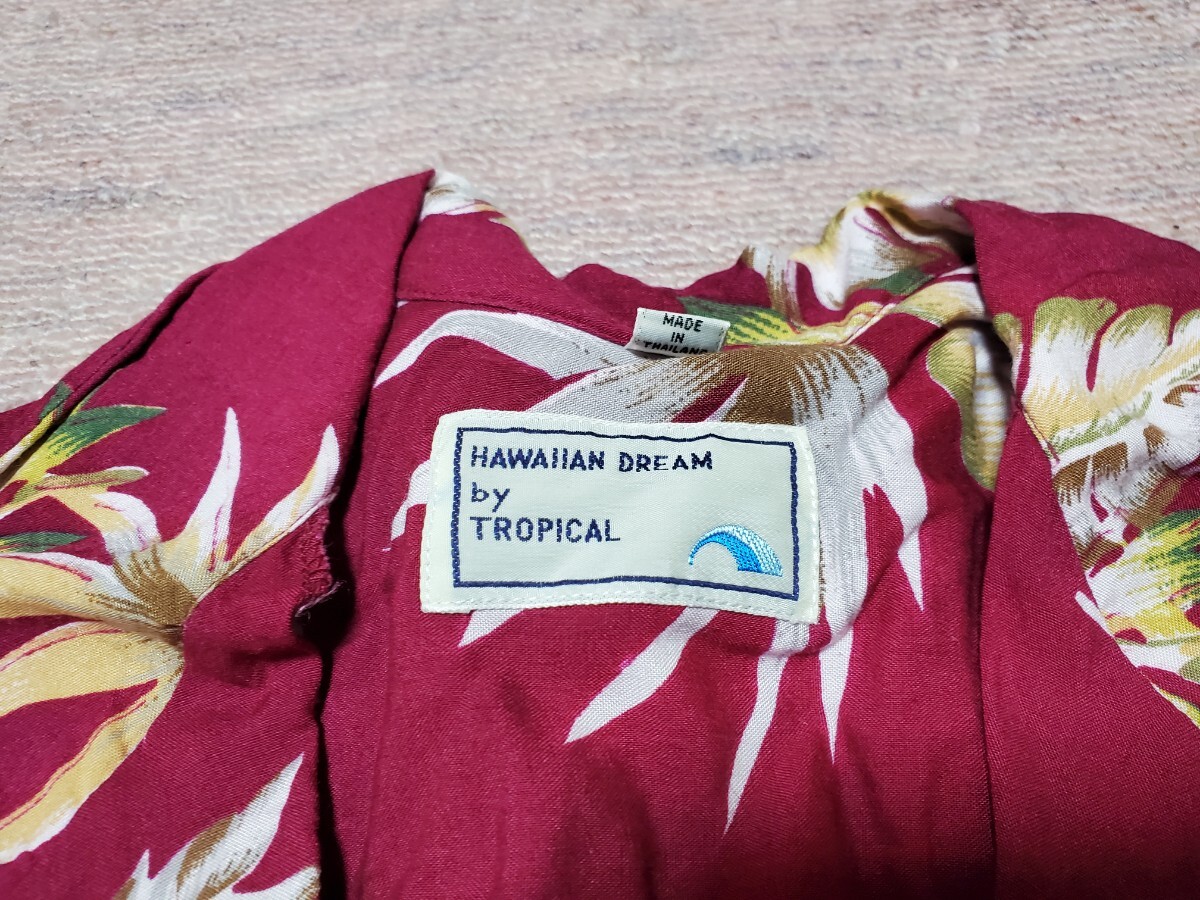 MADE
IN
THAILAND
HAWAIIAN DREAM
by
TROPICAL